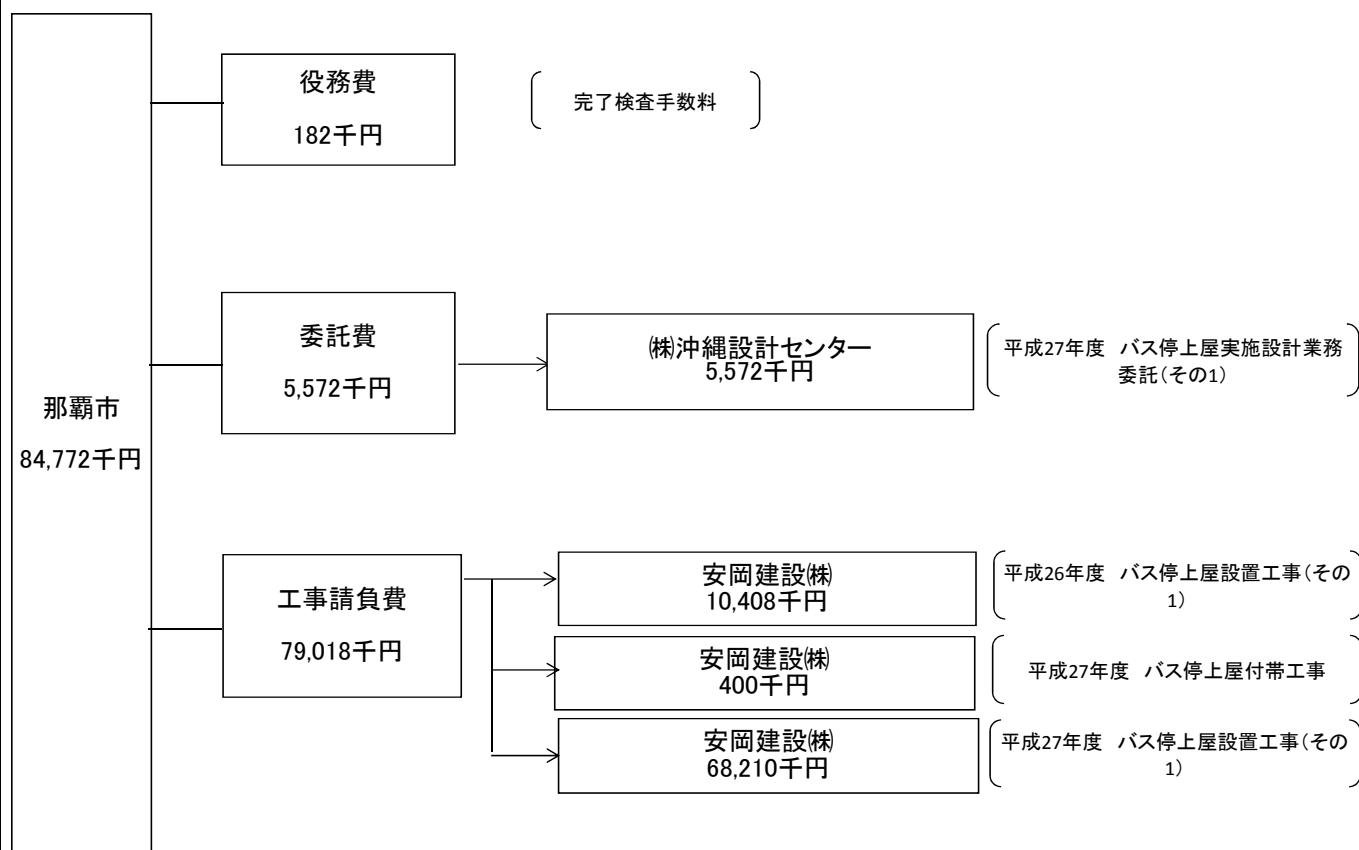 役務費
182千円
完了検査手数料
委託費
5,572千円
㈱沖縄設計センター
5,572千円
平成27年度　バス停上屋実施設計業務
委託（その1）
那覇市
84,772千円
工事請負費
79,018千円
安岡建設㈱
10,408千円
平成26年度　バス停上屋設置工事（その
1）
安岡建設㈱
400千円
平成27年度　バス停上屋付帯工事
安岡建設㈱
68,210千円
平成27年度　バス停上屋設置工事（その
1）